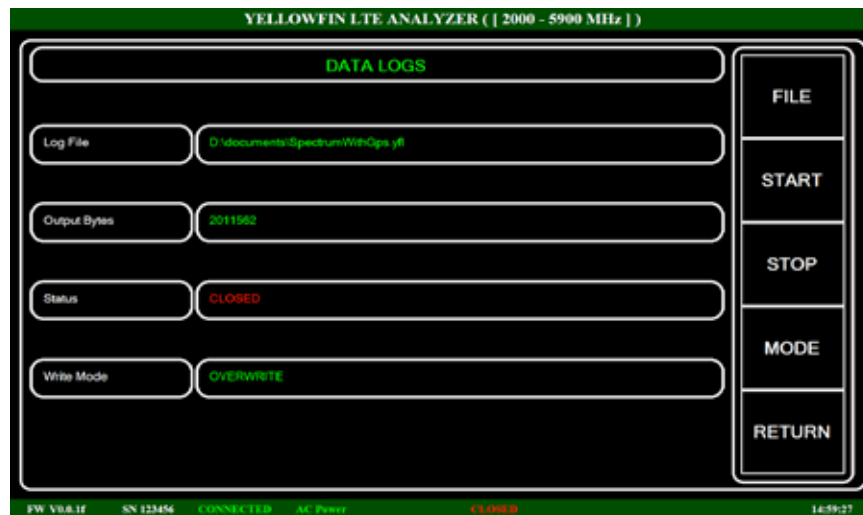 YELLOWFIN LTE ANALYZER ( [ 2000 - 5900 MHz ] )
DATA LOGS
Log File
D:\documents\SpectrumWithGps.yfl
Output Bytes
2011562
Status
CLOSED
Write Mode
OVERWRITE
FILE
START
STOP
MODE
RETURN
FW V0.0.1f SN 123456 CONNECTED AC Power CLOSED 14:59:27